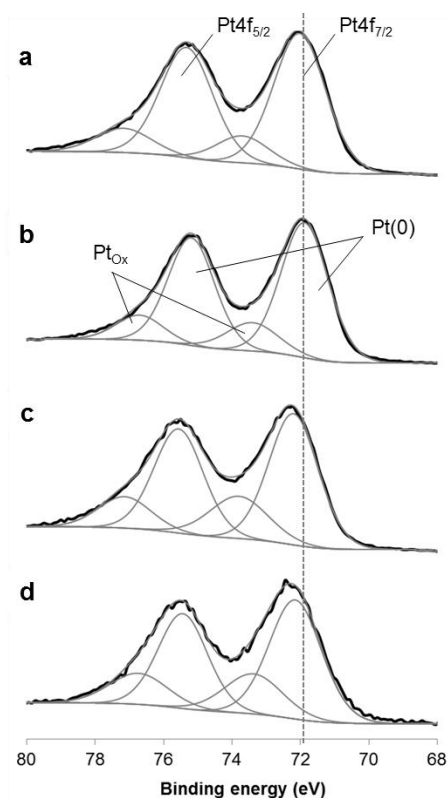 a
Pt4f5/2
Pt4f7/2
b
PtOx
Pt(0)
c
d
80 78 76 74 72 70 68
Binding energy (eV)